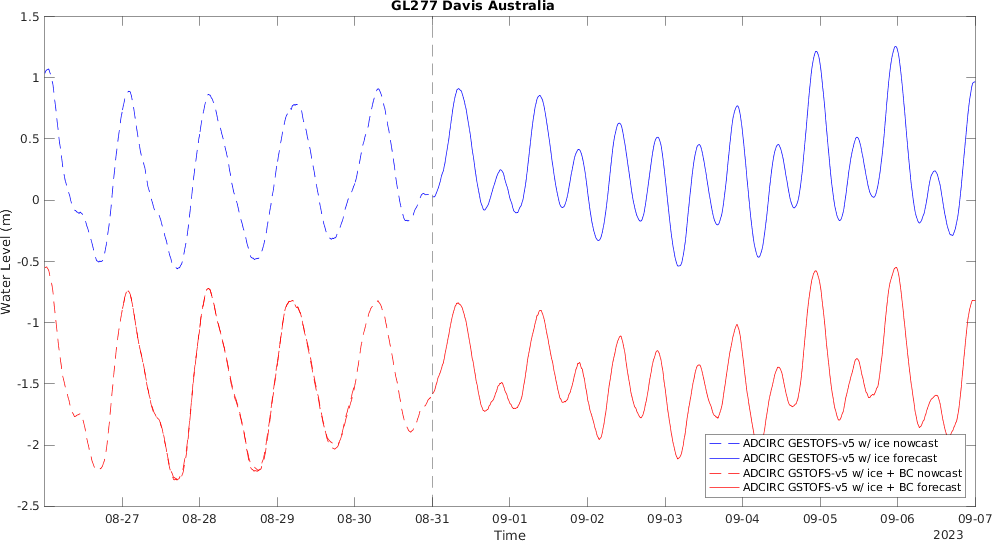 GL277 Davis Australia
1.5
1
0.5
0
-0.5
-1
-1.5
-2
-2.5
Water Level (m)
08-27 08-28 08-29 08-30 08-31 09-01 09-02 09-03 09-04 09-05 09-06 09-07
Time
2023
ADCIRC GESTOFS-v5 w/ ice nowcast
ADCIRC GESTOFS-v5 w/ ice forecast
ADCIRC GSTOFS-v5 w/ ice + BC nowcast
ADCIRC GSTOFS-v5 w/ ice + BC forecast